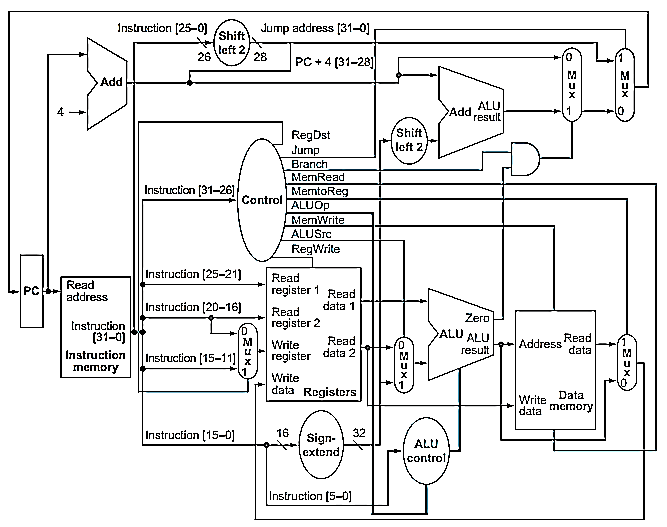 Instruction [25–0]
Shift
left 2
Jump address [31–0]
26
28
PC + 4 [31–28]
Add
4
0
M
u
x
1
1
M
u
x
0
Add
ALU
result
Shift
left 2
RegDst
Jump
Branch
MemRead
MemtoReg
ALUOp
MemWrite
ALUSrc
RegWrite
Control
Instruction [31–26]
PC
Read
address
Instruction
[31–0]
Instruction
memory
Instruction [25–21]
Instruction [20–16]
Instruction [15–11]
0
M
u
x
1
Read
register 1
Read
register 2
Write
register
Write
data
Read
data 1
Read
data 2
Registers
0
M
u
x
1
Zero
ALU
ALU
result
Address
Read
data
Write
data
Data
memory
1
M
u
x
0
Instruction [15–0]
16
Sign-
extend
32
ALU
control
Instruction [5–0]